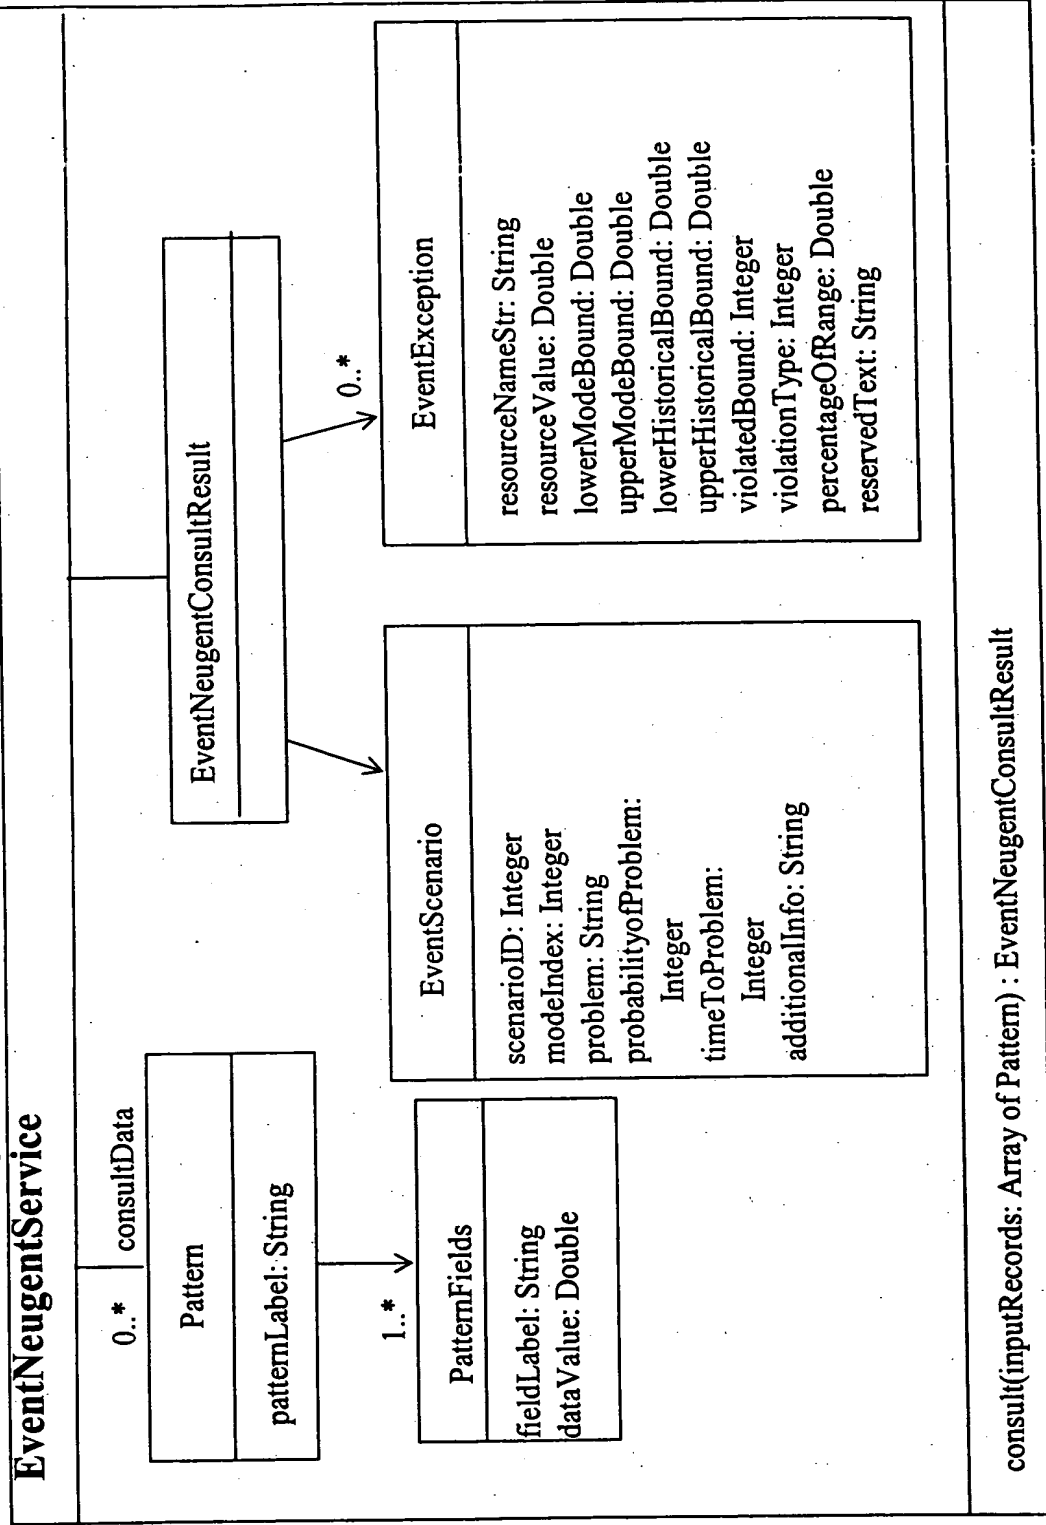 EventNeugentService
0..*
consultData
Pattern
patternLabel: String
1..*
PatternFields
fieldLabel: String
dataValue: Double
EventNeugentConsultResult
0..*
EventScenario
scenarioID: Integer
modeIndex: Integer
problem: String
probabilityofProblem:
Integer
timeToProblem:
Integer
additionalInfo: String
EventException
resourceNameStr: String
resourceValue: Double
lowerModeBound: Double
upperModeBound: Double
lowerHistoricalBound: Double
upperHistoricalBound: Double
violatedBound: Integer
violationType: Integer
percentageOfRange: Double
reservedText: String
consult(inputRecords: Array of Pattern) : EventNeugentConsultResult